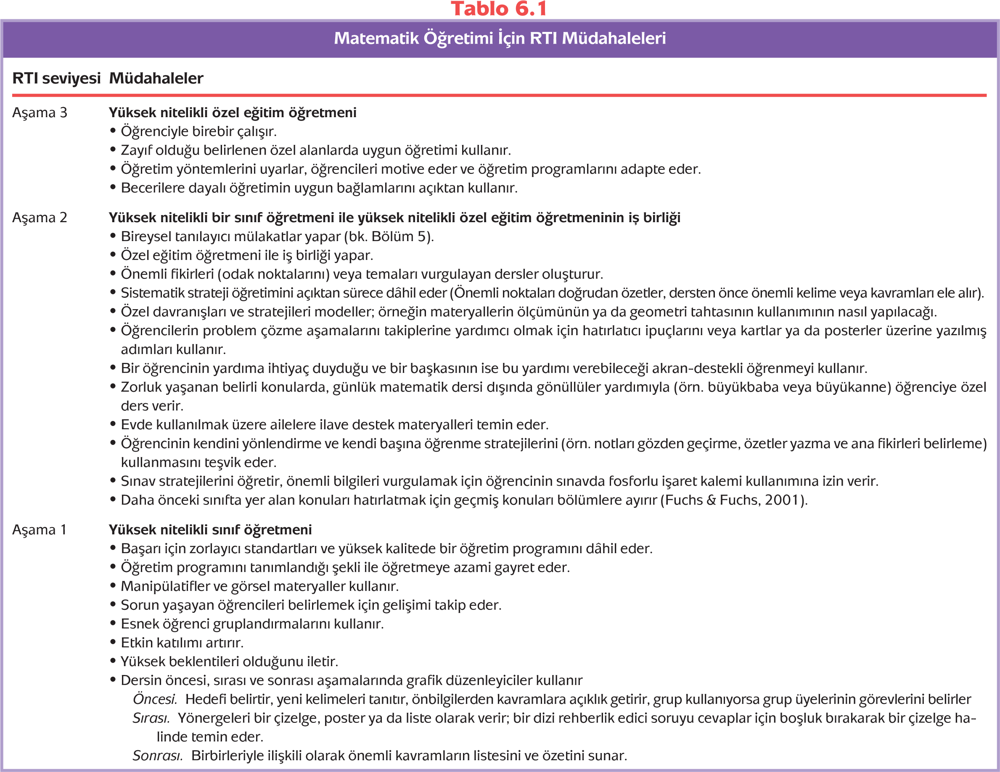 Tablo 6.1
Matematik Öğretimi İçin RTI Müdahaleleri
RTI seviyesi Müdahaleler
Aşama 3 Yüksek nitelikli özel eğitim öğretmeni
• Öğrenciyle birebir çalışır.
• Zayıf olduğu belirlenen özel alanlarda uygun öğretimi kullanır.
• Öğretim yöntemlerini uyarlar, öğrencileri motive eder ve öğretim programlarını adapte eder.
• Becerilere dayalı öğretimin uygun bağlamlarını açıktan kullanır.
Aşama 2 Yüksek nitelikli bir sınıf öğretmeni ile yüksek nitelikli özel eğitim öğretmeninin iş birliği
• Bireysel tanılayıcı mülakatlar yapar (bk. Bölüm 5).
• Özel eğitim öğretmeni ile iş birliği yapar.
• Önemli fikirleri (odak noktalarını) veya temaları vurgulayan dersler oluşturur.
• Sistematik strateji öğretimini açıktan sürece dâhil eder (Önemli noktaları doğrudan özetler, dersten önce önemli kelime veya kavramları ele alır).
• Özel davranışları ve stratejileri modeller; örneğin materyallerin ölçümünün ya da geometri tahtasının kullanımının nasıl yapılacağı.
• Öğrencilerin problem çözme aşamalarını takiplerine yardımcı olmak için hatırlatıcı ipuçlarını veya kartlar ya da posterler üzerine yazılmış
adımları kullanır.
• Bir öğrencinin yardıma ihtiyaç duyduğu ve bir başkasının ise bu yardımı verebileceği akran-destekli öğrenmeyi kullanır.
• Zorluk yaşanan belirli konularda, günlük matematik dersi dışında gönüllüler yardımıyla (örn. büyükbaba veya büyükanne) öğrenciye özel
ders verir.
• Evde kullanılmak üzere ailelere ilave destek materyalleri temin eder.
• Öğrencinin kendini yönlendirme ve kendi başına öğrenme stratejilerini (örn. notları gözden geçirme, özetler yazma ve ana fikirleri belirleme)
kullanmasını teşvik eder.
• Sınav stratejilerini öğretir, önemli bilgileri vurgulamak için öğrencinin sınavda fosforlu işaret kalemi kullanımına izin verir.
• Daha önceki sınıfta yer alan konuları hatırlatmak için geçmiş konuları bölümlere ayırır (Fuchs & Fuchs, 2001).
Aşama 1 Yüksek nitelikli sınıf öğretmeni
• Başarı için zorlayıcı standartları ve yüksek kalitede bir öğretim programını dâhil eder.
• Öğretim programını tanımlandığı şekli ile öğretmeye azami gayret eder.
• Manipülatifler ve görsel materyaller kullanır.
• Sorun yaşayan öğrencileri belirlemek için gelişimi takip eder.
• Esnek öğrenci gruplandırmalarını kullanır.
• Etkin katılımı artırır.
• Yüksek beklentileri olduğunu iletir.
• Dersin öncesi, sırası ve sonrası aşamalarında grafik düzenleyiciler kullanır
Öncesi. Hedefi belirtir, yeni kelimeleri tanıtır, önbilgilerden kavramlara açıklık getirir, grup kullanıyorsa grup üyelerinin görevlerini belirler
Sırası. Yönergeleri bir çizelge, poster ya da liste olarak verir; bir dizi rehberlik edici soruyu cevaplar için boşluk bırakarak bir çizelge ha-
linde temin eder.
Sonrası. Birbirleriyle ilişkili olarak önemli kavramların listesini ve özetini sunar.